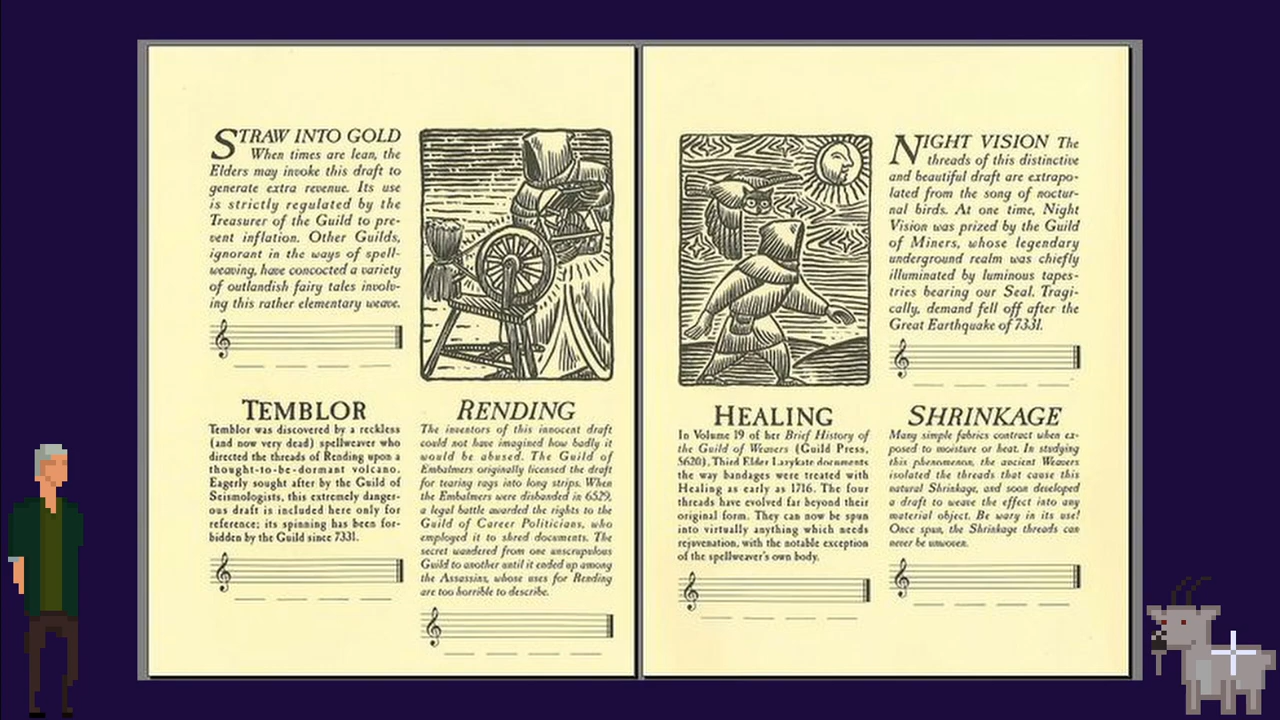 STRAW INTO GOLD
When times are lean, the
Elders may invoke this draft to
generate extra revenue. Its use
is strictly regulated by the
Treasurer of the Guild to pre-
vent inflation. Other Guilds,
ignorant in the ways of spell-
weaving, have concocted a variety
of outlandish fairy tales involv-
ing this rather elementary weave.
TEMBLOR
Temblor was discovered by a reckless
(and now very dead) spellweaver who
directed the threads of Rending upon a
thought-to-be-dormant volcano.
Eagerly sought after by the Guild of
Seismologists, this extremely danger-
ous draft is included here only for
reference; its spinning has been for-
bidden by the Guild since 7331.
RENDING
The inventors of this innocent draft
could not have imagined how badly it
would be abused. The Guild of
Embalmers originally licensed the draft
for tearing rags into long strips. When
the Embalmers were disbanded in 6529,
a legal battle awarded the rights to the
Guild of Career Politicians, who
employed it to shred documents. The
secret wandered from one unscrupulous
Guild to another until it ended up among
the Assassins, whose uses for Rending
are too horrible to describe.
HEALING
In Volume 19 of her Brief History of
the Guild of Weavers (Guild Press,
5620), Third Elder Larykate documents
the way bandages were treated with
Healing as early as 1716. The four
threads have evolved far beyond their
original form. They can now be spun
into virtually anything which needs
rejuvenation, with the notable exception
of the spellweaver's own body.
NIGHT VISION The
threads of this distinctive
and beautiful draft are extrapo-
lated from the song of noctur-
nal birds. At one time, Night
Vision was prized by the Guild
of Miners, whose legendary
underground realm was chiefly
illuminated by luminous tapes-
tries bearing our Seal. Tragi-
cally, demand fell off after the
Great Earthquake of 7331.
SHRINKAGE
Many simple fabrics contract when ex-
posed to moisture or heat. In studying
this phenomenon, the ancient Weavers
isolated the threads that cause this
natural Shrinkage, and soon developed
a draft to weave the effect into any
material object. Be wary in its use!
Once spun, the Shrinkage threads can
never be unwoven.